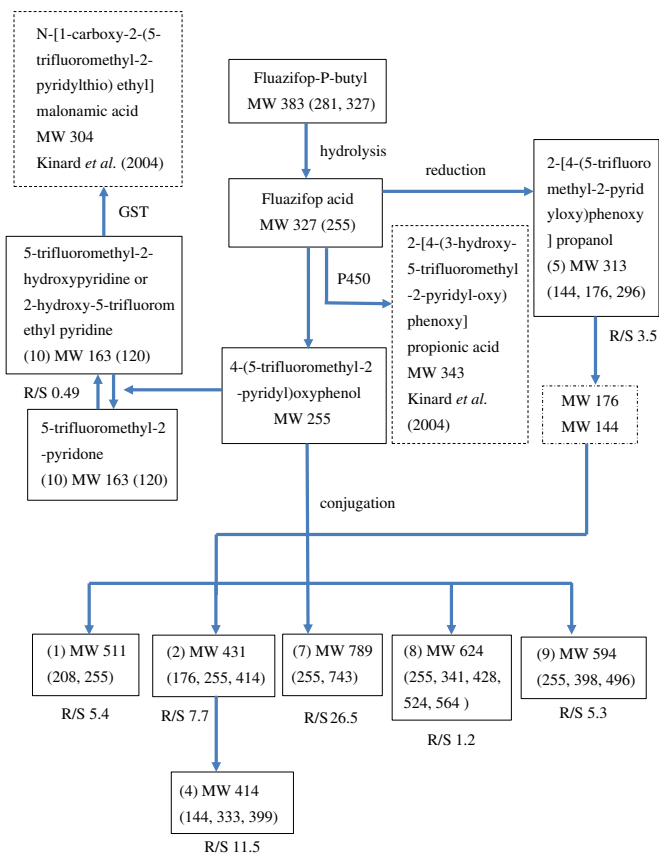 N-[1-carboxy-2-(5-
trifluoromethyl-2-
pyridylthio) ethyl]
malonamic acid
MW 304
Kinard et al. (2004)
Fluazifop-P-butyl
MW 383 (281, 327)
hydrolysis
reduction
Fluazifop acid
MW 327 (255)
2-[4-(5-trifluoro
methyl-2-pyrid
yloxy)phenoxy
] propanol
(5) MW 313
(144, 176, 296)
GST
P450
5-trifluoromethyl-2-
hydroxypyridine or
2-hydroxy-5-trifluorom
ethyl pyridine
(10) MW 163 (120)
2-[4-(3-hydroxy-
5-trifluoromethyl
-2-pyridyl-oxy)
phenoxy]
propionic acid
MW 343
Kinard et al.
(2004)
R/S 3.5
4-(5-trifluoromethyl-2
-pyridyl)oxyphenol
MW 255
R/S 0.49
MW 176
MW 144
5-trifluoromethyl-2
-pyridone
(10) MW 163 (120)
conjugation
(1) MW 511
(208, 255)
R/S 5.4
(2) MW 431
(176, 255, 414)
R/S 7.7
(7) MW 789
(255, 743)
R/S 26.5
(8) MW 624
(255, 341, 428,
524, 564 )
R/S 1.2
(9) MW 594
(255, 398, 496)
R/S 5.3
(4) MW 414
(144, 333, 399)
R/S 11.5